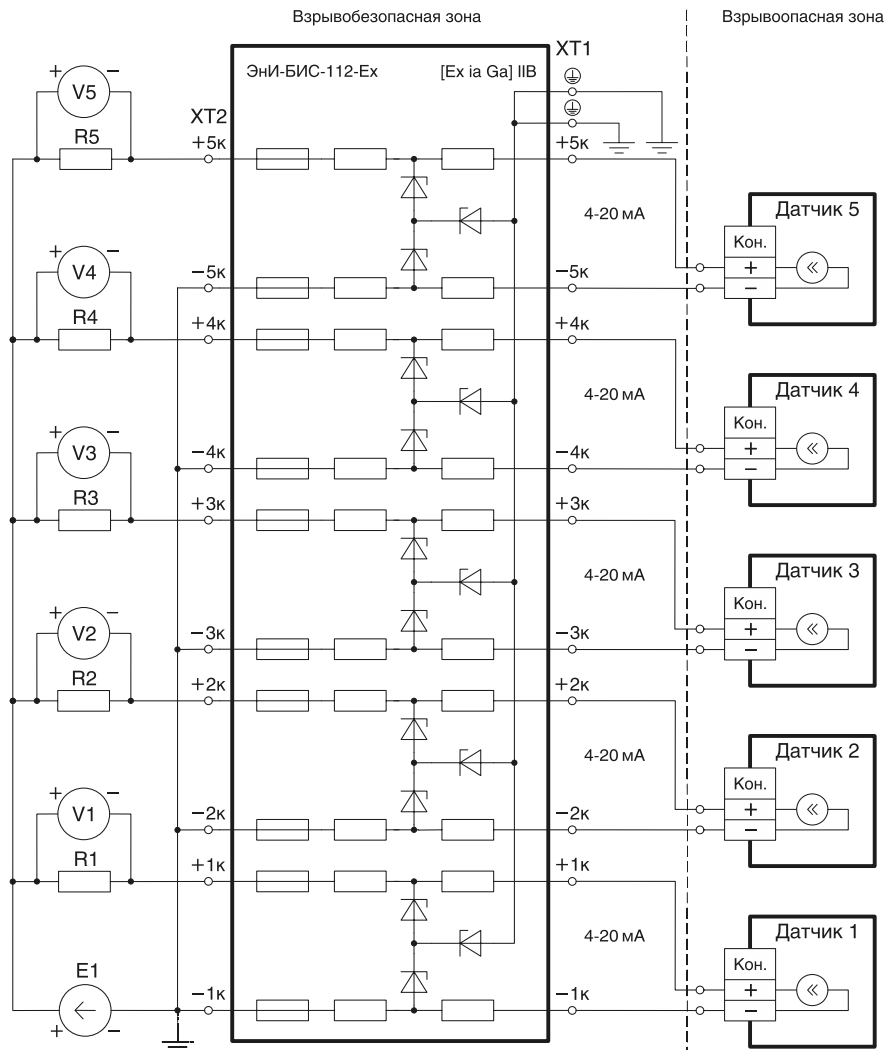 Взрывобезопасная зона
Взрывоопасная зона
ЭнИ-БИС-112-Ex
[Ex ia Ga] IIB
XT1
XT2
+ V5 −
R5
+5к
+5к
4-20 мА
Датчик 5
Кон.
+
−
−5к
−5к
+ V4 −
R4
+4к
+4к
4-20 мА
Датчик 4
Кон.
+
−
−4к
−4к
+ V3 −
R3
+3к
+3к
4-20 мА
Датчик 3
Кон.
+
−
−3к
−3к
+ V2 −
R2
+2к
+2к
4-20 мА
Датчик 2
Кон.
+
−
−2к
−2к
+ V1 −
R1
+1к
+1к
4-20 мА
Датчик 1
Кон.
+
−
E1
+ −
−1к
−1к